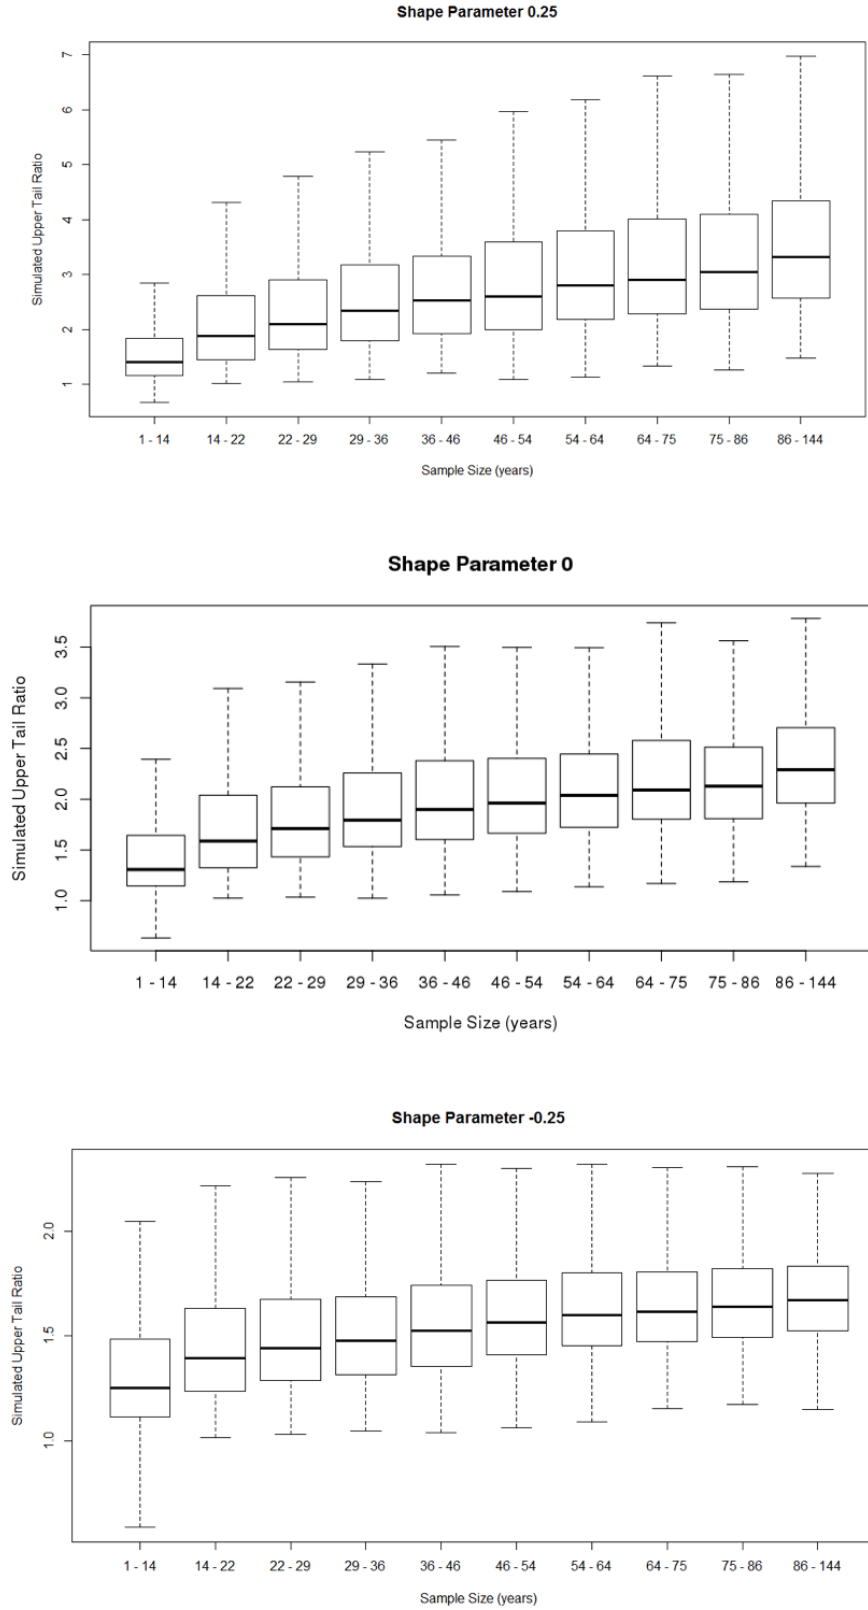 Shape Parameter 0.25
Simulated Upper Tail Ratio
7
6
5
4
3
2
1
1 - 14 14 - 22 22 - 29 29 - 36 36 - 46 46 - 54 54 - 64 64 - 75 75 - 86 86 - 144
Sample Size (years)
Shape Parameter 0
Simulated Upper Tail Ratio
3.5
3.0
2.5
2.0
1.5
1.0
1 - 14 14 - 22 22 - 29 29 - 36 36 - 46 46 - 54 54 - 64 64 - 75 75 - 86 86 - 144
Sample Size (years)
Shape Parameter -0.25
Simulated Upper Tail Ratio
2.0
1.5
1.0
1 - 14 14 - 22 22 - 29 29 - 36 36 - 46 46 - 54 54 - 64 64 - 75 75 - 86 86 - 144
Sample Size (years)